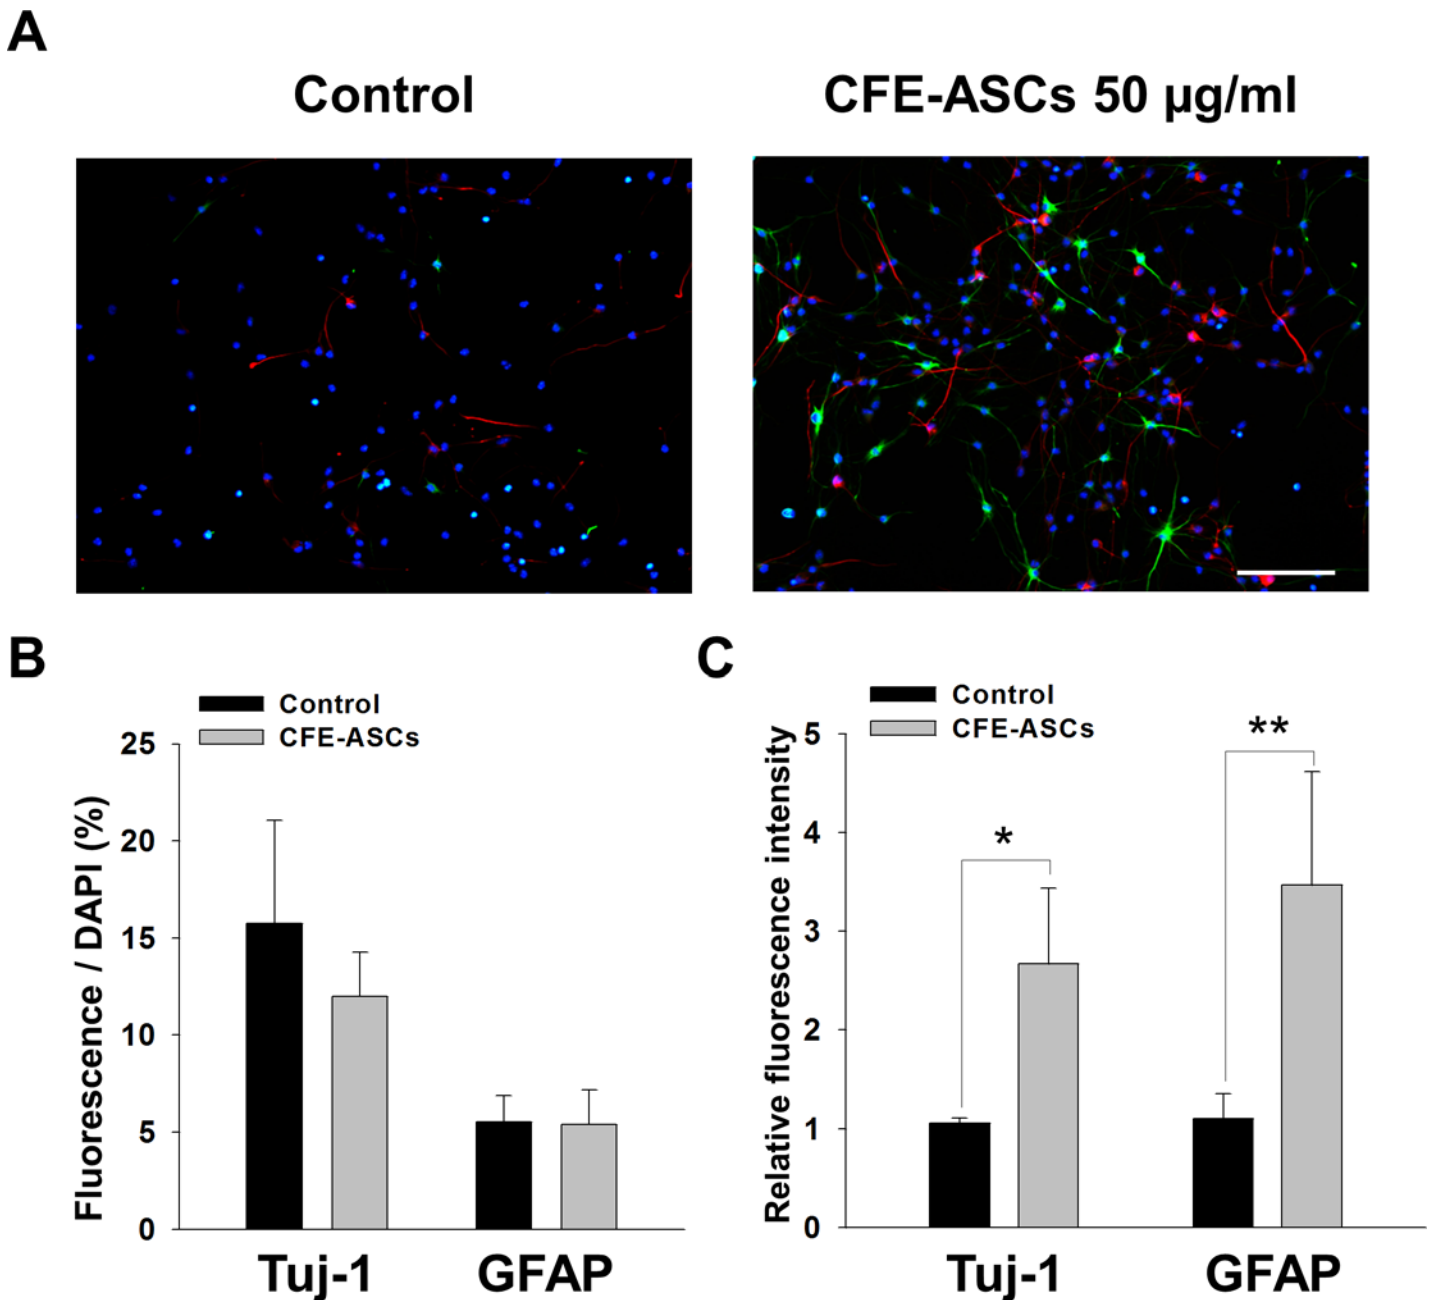 A
Control
CFE-ASCs 50 µg/ml
B
Control
CFE-ASCs
Fluorescence / DAPI (%)
25
20
15
10
5
0
Tuj-1
GFAP
C
Control
CFE-ASCs
Relative fluorescence intensity
5
4
3
2
1
0
*
**
Tuj-1
GFAP